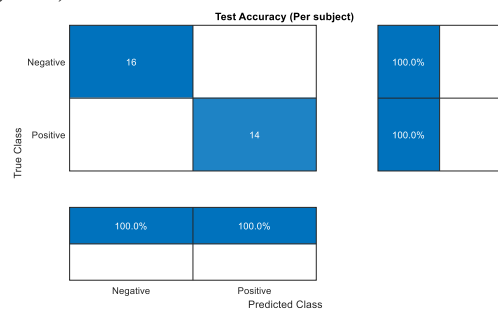 Test Accuracy (Per subject)
Negative
16
100.0%
Positive
14
100.0%
True Class
100.0%
100.0%
Negative
Positive
Predicted Class